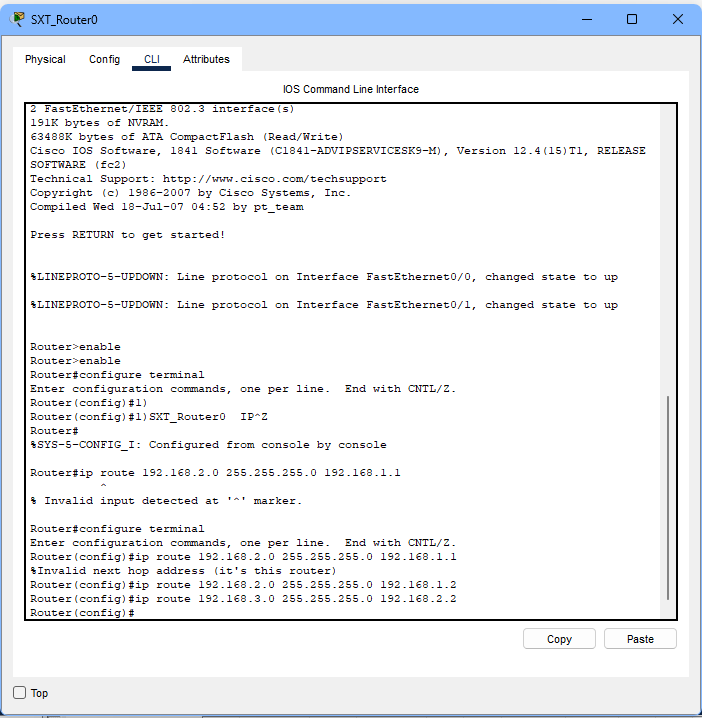 SXT_Router0
Physical Config CLI Attributes
IOS Command Line Interface
2 FastEthernet/IEEE 802.3 interface(s)
191K bytes of NVRAM.
63488K bytes of ATA CompactFlash (Read/Write)
Cisco IOS Software, 1841 Software (C1841-ADVIPSERVICESK9-M), Version 12.4(15)T1, RELEASE
SOFTWARE (fc2)
Technical Support: http://www.cisco.com/techsupport
Copyright (c) 1986-2007 by Cisco Systems, Inc.
Compiled Wed 18-Jul-07 04:52 by pt_team
Press RETURN to get started!
%LINEPROTO-5-UPDOWN: Line protocol on Interface FastEthernet0/0, changed state to up
%LINEPROTO-5-UPDOWN: Line protocol on Interface FastEthernet0/1, changed state to up
Router>enable
Router>enable
Router#configure terminal
Enter configuration commands, one per line.  End with CNTL/Z.
Router(config)#1)
Router(config)#1)SXT_Router0  IP^Z
Router#
%SYS-5-CONFIG_I: Configured from console by console
Router#ip route 192.168.2.0 255.255.255.0 192.168.1.1
^
% Invalid input detected at '^' marker.
Router#configure terminal
Enter configuration commands, one per line.  End with CNTL/Z.
Router(config)#ip route 192.168.2.0 255.255.255.0 192.168.1.1
%Invalid next hop address (it's this router)
Router(config)#ip route 192.168.2.0 255.255.255.0 192.168.1.2
Router(config)#ip route 192.168.3.0 255.255.255.0 192.168.2.2
Router(config)#
Copy Paste
Top